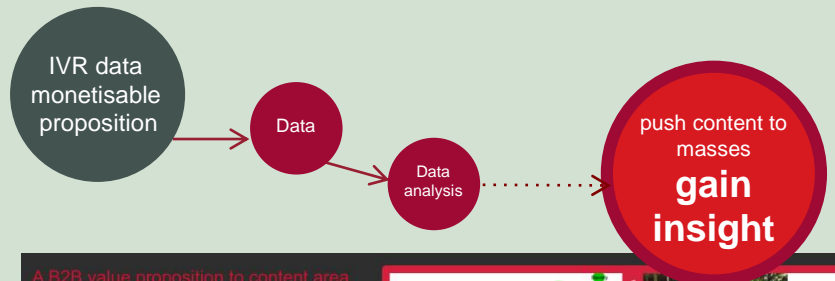 IVR data
monetisable
proposition
Data
Data
analysis
push content to
masses
gain
insight
A B2B value proposition to content area